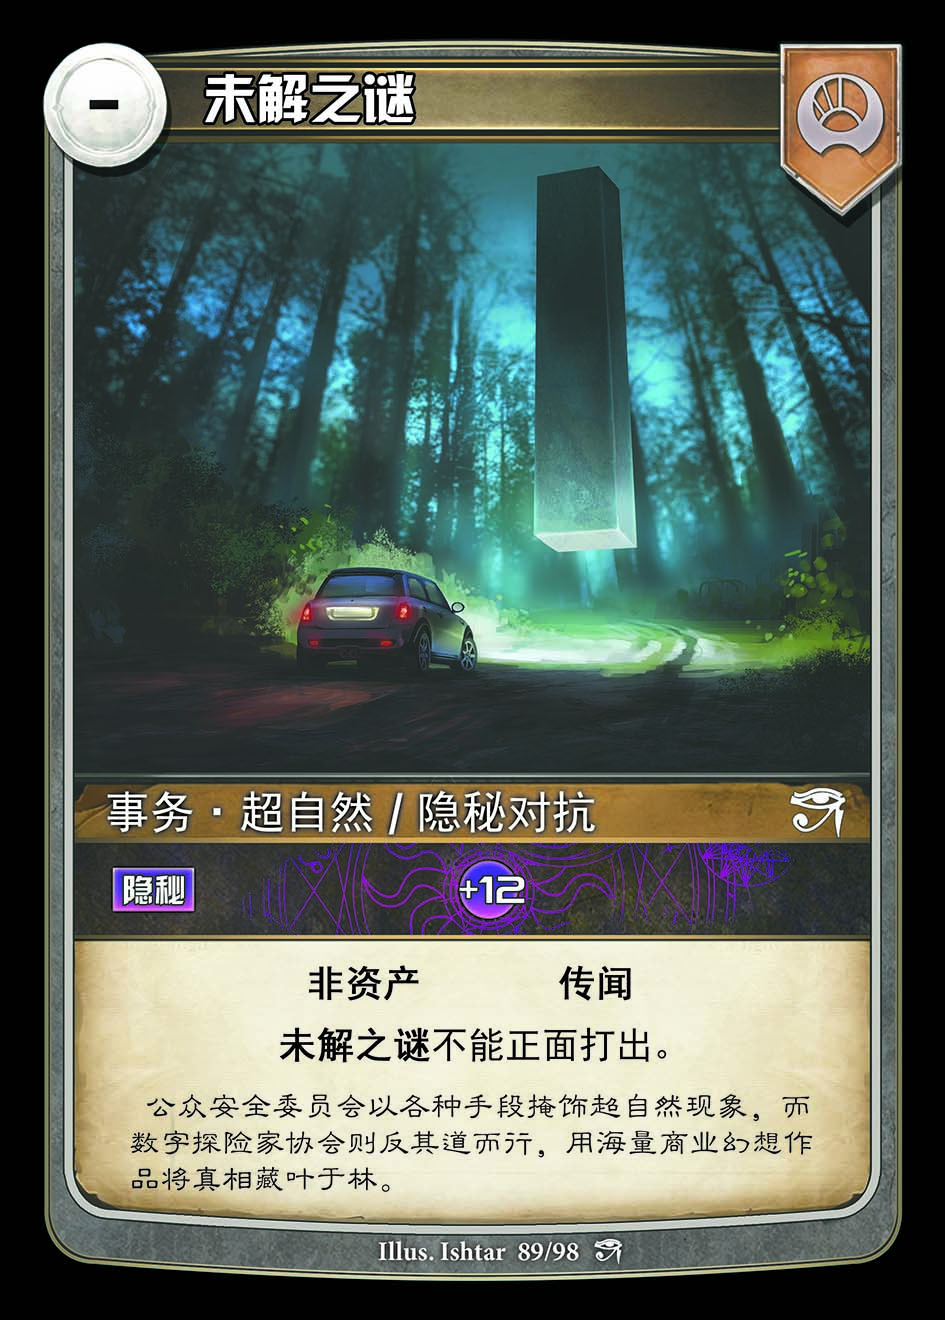 -
未解之谜
事务·超自然 / 隐秘对抗
隐秘 +12
非资产 传闻
未解之谜不能正面打出。
公众安全委员会以各种手段掩饰超自然现象，而
数字探险家协会则反其道而行，用海量商业幻想作
品将真相藏叶于林。
Illus. Ishtar 89/98